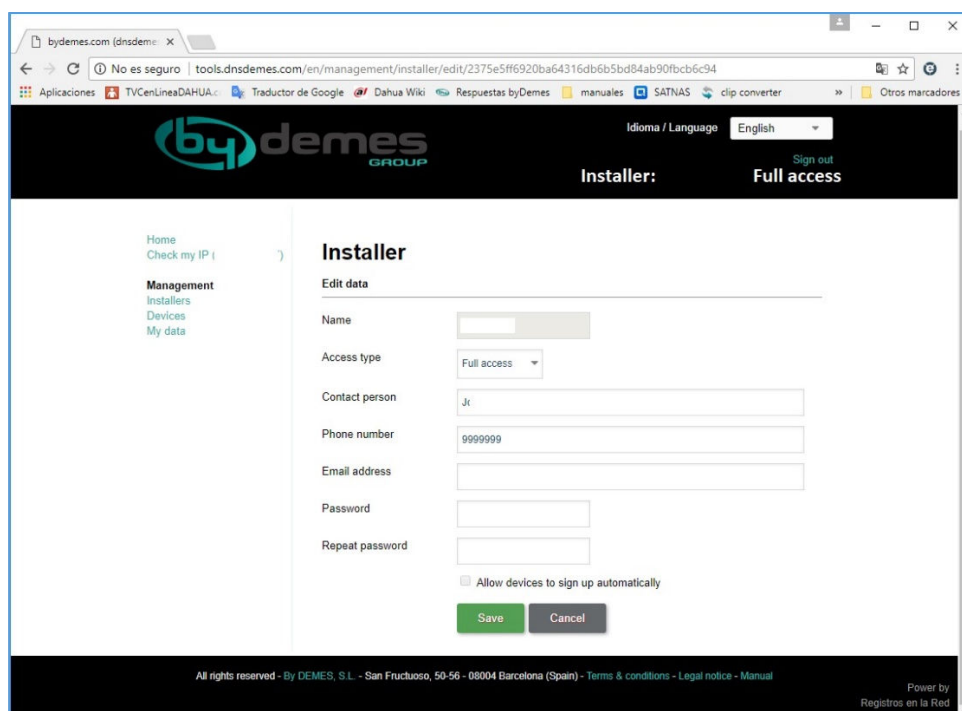 bydemes.com (dnsdeme
No es seguro | tools.dnsdemes.com/en/management/installer/edit/2375e5ff6920ba64316db6b5bd84ab90fbcb6c94
Aplicaciones TVCenLineaDAHUA.c Traductor de Google Dahua Wiki Respuestas byDemes manuales SATNAS clip converter » Otros marcadores
by demes
GROUP
Idioma / Language English
Sign out
Installer: Full access
Home
Check my IP ( )
Management
Installers
Devices
My data
Installer
Edit data
Name
Access type Full access
Contact person
Phone number 9999999
Email address
Password
Repeat password
Allow devices to sign up automatically
Save Cancel
All rights reserved - By DEMES, S.L. - San Fructuoso, 50-56 - 08004 Barcelona (Spain) - Terms & conditions - Legal notice - Manual
Power by
Registros en la Red